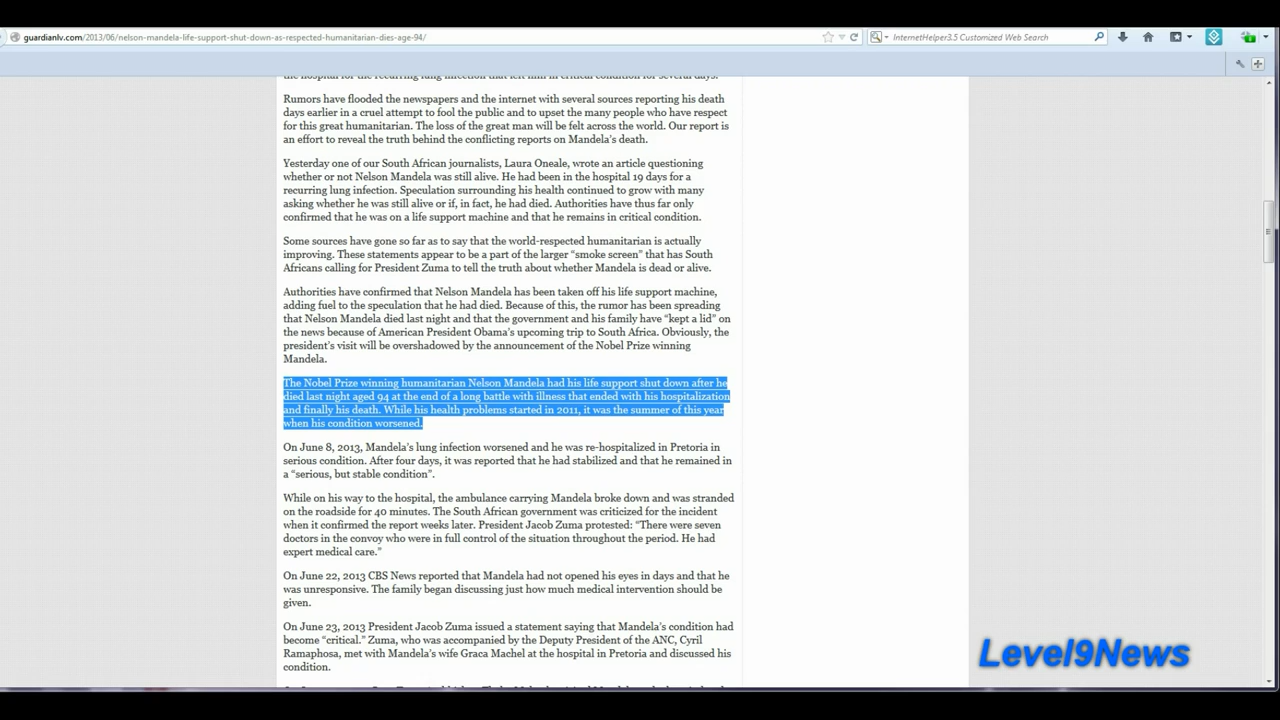 guardianlv.com/2013/06/nelson-mandela-life-support-shut-down-as-respected-humanitarian-dies-age-94/
InternetHelper3.5 Customized Web Search
the hospital for the recurring lung infection that left him in critical condition for several days.
Rumors have flooded the newspapers and the internet with several sources reporting his death
days earlier in a cruel attempt to fool the public and to upset the many people who have respect
for this great humanitarian. The loss of the great man will be felt across the world. Our report is
an effort to reveal the truth behind the conflicting reports on Mandela's death.
Yesterday one of our South African journalists, Laura Oneale, wrote an article questioning
whether or not Nelson Mandela was still alive. He had been in the hospital 19 days for a
recurring lung infection. Speculation surrounding his health continued to grow with many
asking whether he was still alive or if, in fact, he had died. Authorities have thus far only
confirmed that he was on a life support machine and that he remains in critical condition.
Some sources have gone so far as to say that the world-respected humanitarian is actually
improving. These statements appear to be a part of the larger “smoke screen” that has South
Africans calling for President Zuma to tell the truth about whether Mandela is dead or alive.
Authorities have confirmed that Nelson Mandela has been taken off his life support machine,
adding fuel to the speculation that he had died. Because of this, the rumor has been spreading
that Nelson Mandela died last night and that the government and his family have “kept a lid” on
the news because of American President Obama's upcoming trip to South Africa. Obviously, the
president's visit will be overshadowed by the announcement of the Nobel Prize winning
Mandela.
The Nobel Prize winning humanitarian Nelson Mandela had his life support shut down after he
died last night aged 94 at the end of a long battle with illness that ended with his hospitalization
and finally his death. While his health problems started in 2011, it was the summer of this year
when his condition worsened.
On June 8, 2013, Mandela's lung infection worsened and he was re-hospitalized in Pretoria in
serious condition. After four days, it was reported that he had stabilized and that he remained in
a “serious, but stable condition”.
While on his way to the hospital, the ambulance carrying Mandela broke down and was stranded
on the roadside for 40 minutes. The South African government was criticized for the incident
when it confirmed the report weeks later. President Jacob Zuma protested: “There were seven
doctors in the convoy who were in full control of the situation throughout the period. He had
expert medical care.”
On June 22, 2013 CBS News reported that Mandela had not opened his eyes in days and that he
was unresponsive. The family began discussing just how much medical intervention should be
given.
On June 23, 2013 President Jacob Zuma issued a statement saying that Mandela's condition had
become “critical.” Zuma, who was accompanied by the Deputy President of the ANC, Cyril
Ramaphosa, met with Mandela's wife Graca Machel at the hospital in Pretoria and discussed his
condition.
Level9News